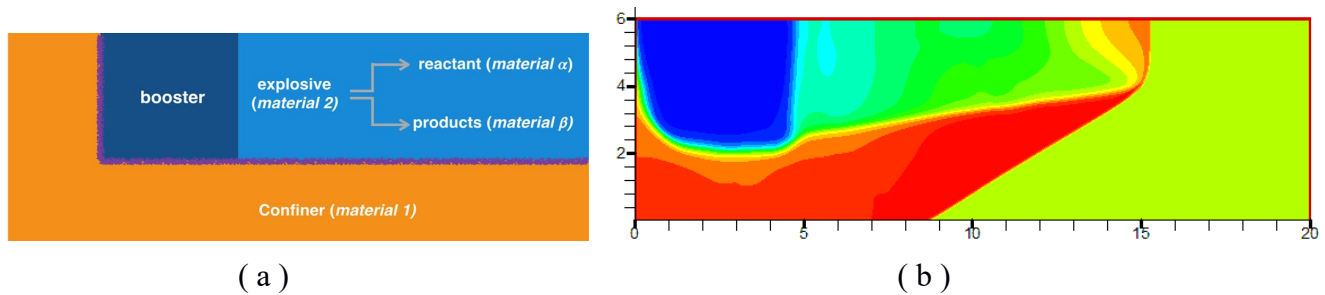 booster
explosive
(material 2)
reactant (material α)
products (material β)
Confiner (material 1)
( a )
6
4
2
0
5
10
15
20
( b )